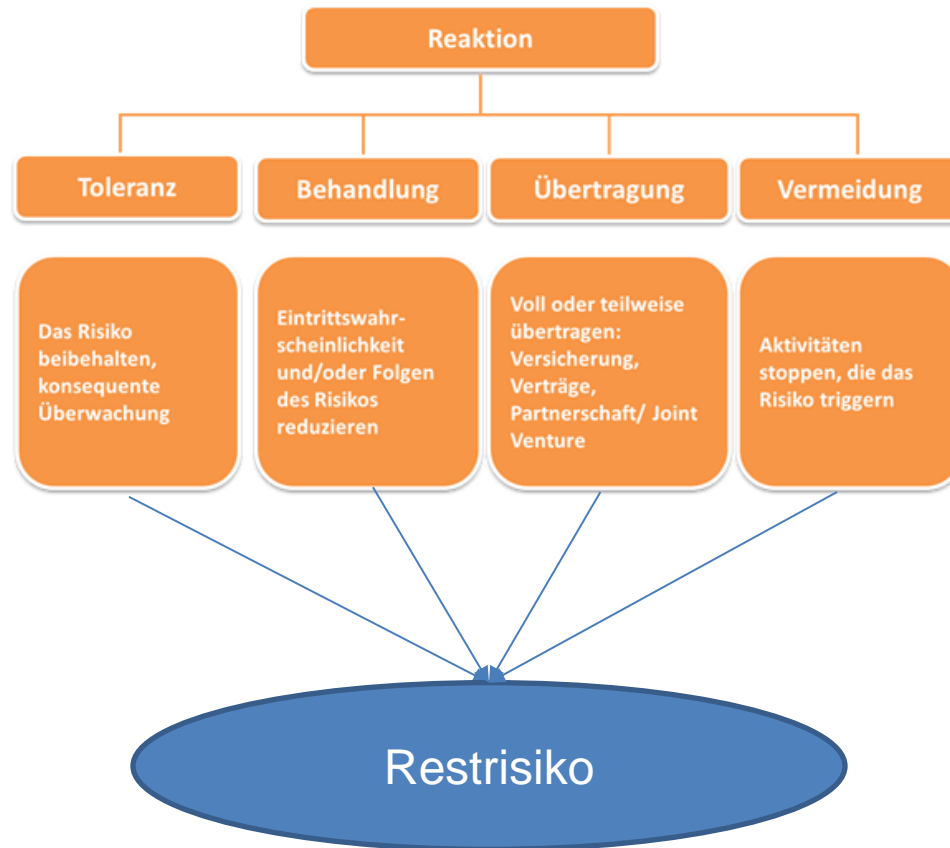 Reaktion
Toleranz
Behandlung
Übertragung
Vermeidung
Das Risiko
beibehalten,
konsequente
Überwachung
Eintrittswahr-
scheinlichkeit
und/oder Folgen
des Risikos
reduzieren
Voll oder teilweise
übertragen:
Versicherung,
Verträge,
Partnerschaft/ Joint
Venture
Aktivitäten
stoppen, die das
Risiko triggern
Restrisiko